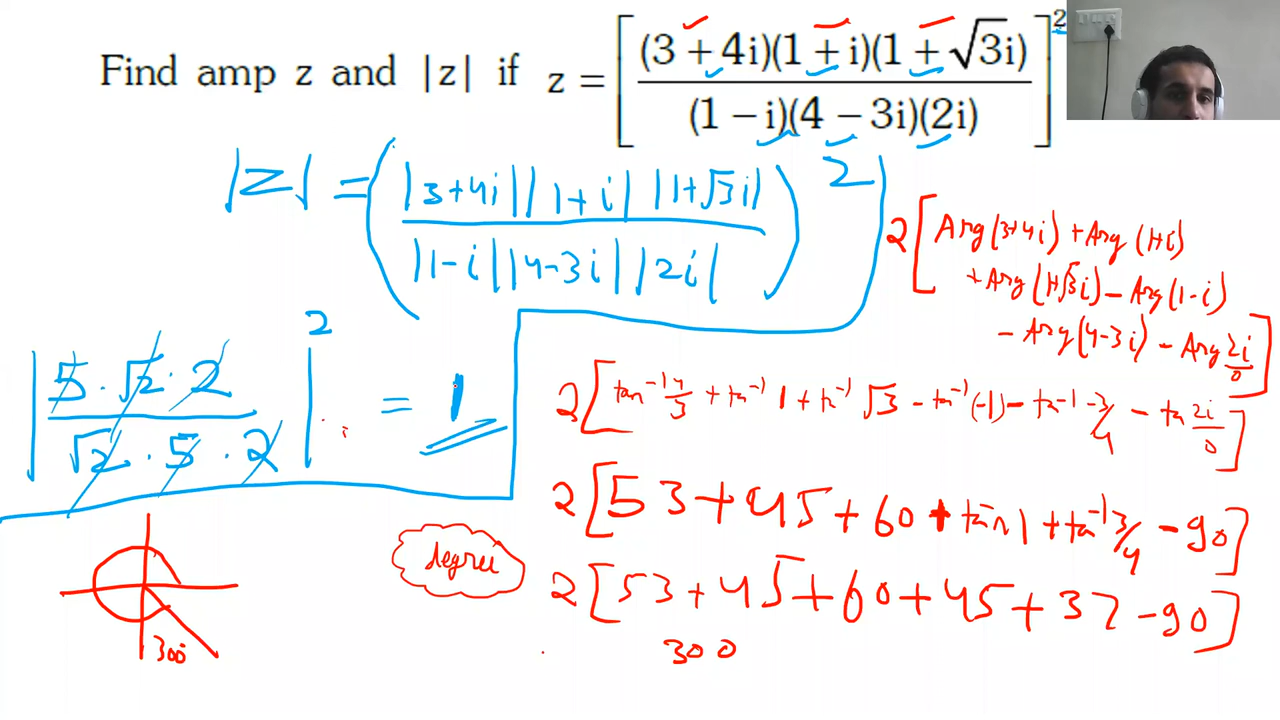 Find amp z and |z| if z = [(3 + 4i)(1 + i)(1 + √3i) / (1 − i)(4 − 3i)(2i)]^2
|Z| = (|3+4i| |1+i| |1+√3i| / |1-i| |4-3i| |2i|)^2
|5 · √2 · 2 / √2 · 5 · 2|^2 = 1
2[Arg(3+4i) + Arg(1+i)
+ Arg(1+√3i) - Arg(1-i)
- Arg(4-3i) - Arg 2i/0]
2[tan^-1 4/3 + tan^-1 1 + tan^-1 √3 - tan^-1 (-1) - tan^-1 -3/4 - tan 2i/0]
2[53 + 45 + 60 + tan^-1 1 + tan^-1 3/4 - 90]
degree
2[53 + 45 + 60 + 45 + 37 - 90]
300
300